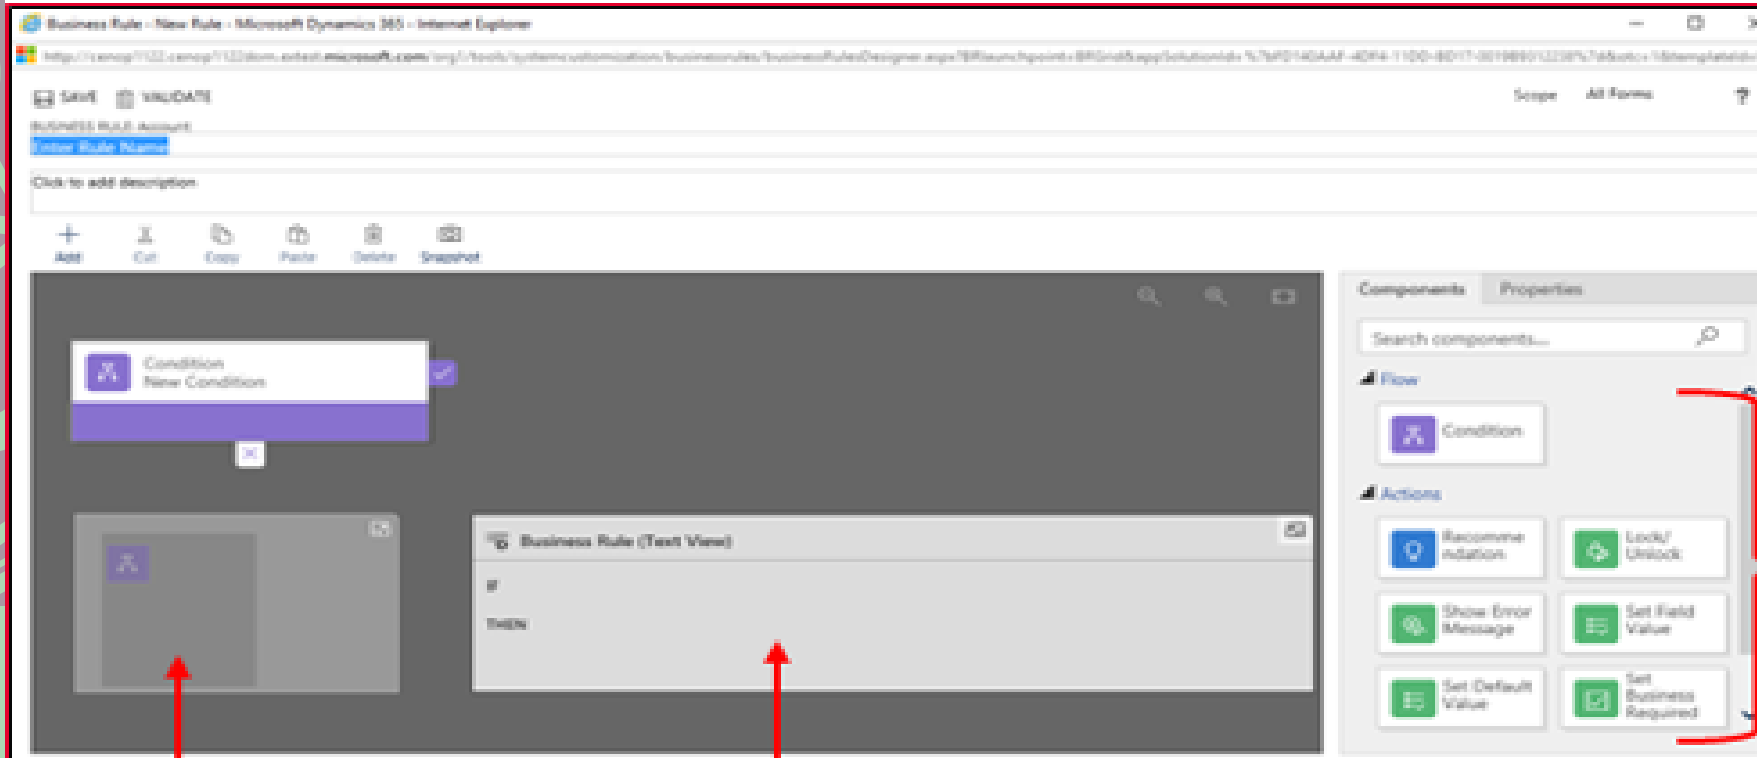 Business Rule - New Rule - Microsoft Dynamics 365 - Internet Explorer
SAVE VALIDATE
Scope All Forms ?
BUSINESS RULE: Account
Enter Rule Name
Click to add description
Add Cut Copy Paste Delete Snapshot
Components Properties
Search components...
Flow
Condition
Actions
Recomme
ndation
Lock/
Unlock
Show Error
Message
Set Field
Value
Set Default
Value
Set
Business
Required
Condition
New Condition
Business Rule (Text View)
IF
THEN